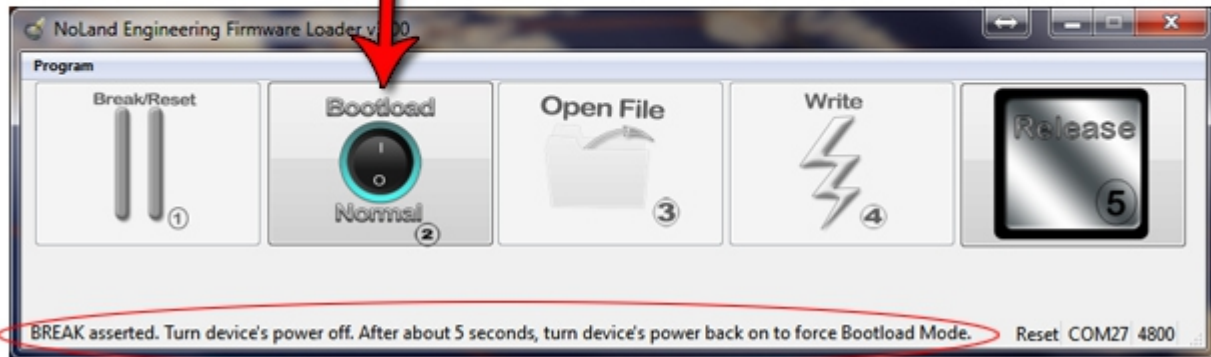 NoLand Engineering Firmware Loader
Program
Break/Reset
1
Bootload
I
O
Normal
2
Open File
3
Write
4
Release
5
BREAK asserted. Turn device's power off. After about 5 seconds, turn device's power back on to force Bootload Mode.
Reset COM27 4800